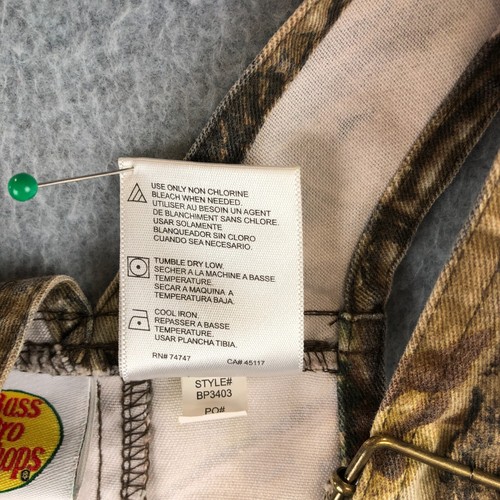 USE ONLY NON CHLORINE
BLEACH WHEN NEEDED.
UTILISER AU BESOIN UN AGENT
DE BLANCHIMENT SANS CHLORE.
USAR SOLAMENTE
BLANQUEADOR SIN CLORO
CUANDO SEA NECESARIO.
TUMBLE DRY LOW.
SECHER A LA MACHINE A BASSE
TEMPERATURE.
SECAR A MAQUINA A
TEMPERATURA BAJA.
COOL IRON.
REPASSER A BASSE
TEMPERATURE.
USAR PLANCHA TIBIA.
RN# 74747 CA# 45117
STYLE#
BP3403
PO#
Bass
Pro
Shops